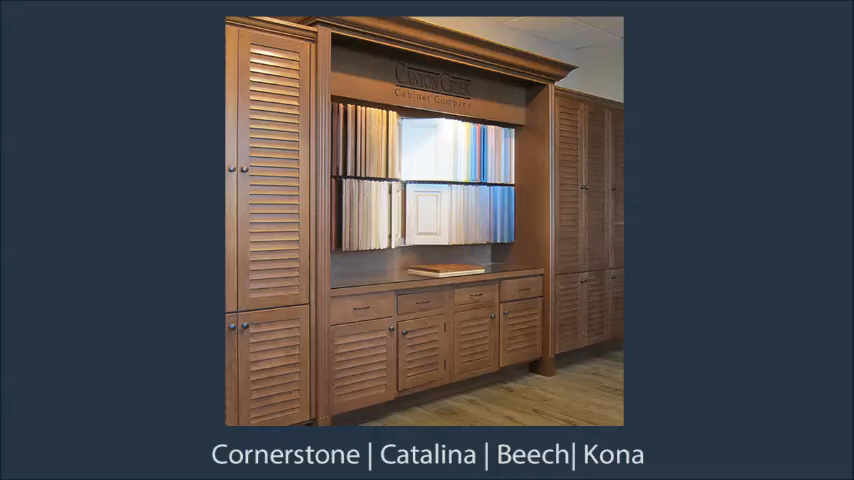 CANYON CREEK
Cabinet Company
Cornerstone | Catalina | Beech| Kona